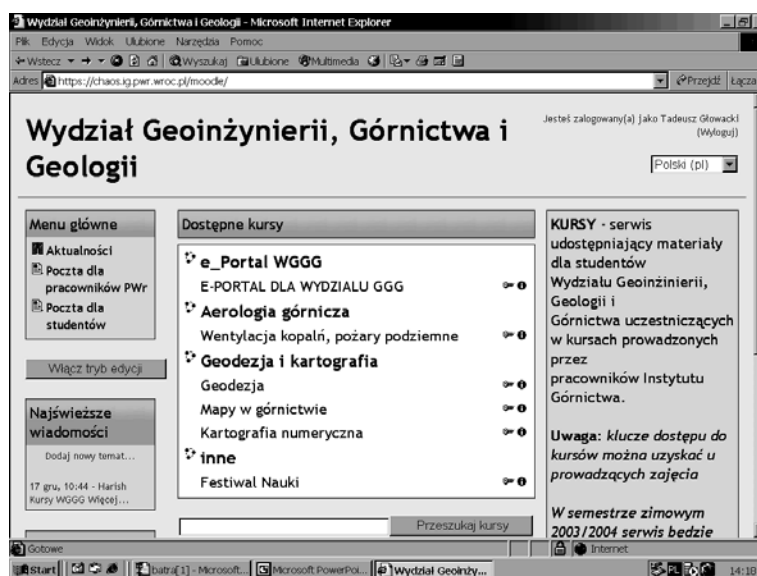 Wydział Geoinżynierii, Górnictwa i Geologii - Microsoft Internet Explorer
Plik Edycja Widok Ulubione Narzędzia Pomoc
Wstecz Wyszukaj Ulubione Multimedia
Adres https://chaos.ig.pwr.wroc.pl/moodle/ Przejdź Łącza
Jesteś zalogowany(a) jako Tadeusz Głowacki
(Wyloguj)
Wydział Geoinżynierii, Górnictwa i
Geologii
Polski (pl)
Menu główne
Aktualności
Poczta dla
pracowników PWr
Poczta dla
studentów
Włącz tryb edycji
Najświeższe
wiadomości
Dodaj nowy temat...
17 gru, 10:44 - Harish
Kursy WGGG Więcej...
Dostępne kursy
e_Portal WGGG
E-PORTAL DLA WYDZIALU GGG
Aerologia górnicza
Wentylacja kopalń, pożary podziemne
Geodezja i kartografia
Geodezja
Mapy w górnictwie
Kartografia numeryczna
inne
Festiwal Nauki
Przeszukaj kursy
KURSY - serwis
udostępniający materiały
dla studentów
Wydziału Geoinżinierii,
Geologii i
Górnictwa uczestniczących
w kursach prowadzonych
przez
pracowników Instytutu
Górnictwa.
Uwaga: klucze dostępu do
kursów można uzyskać u
prowadzących zajęcia
W semestrze zimowym
2003/2004 serwis bedzie
Gotowe Internet
Start batra[1] - Microsoft... Microsoft PowerPoi... Wydział Geoinży... PL 14:18